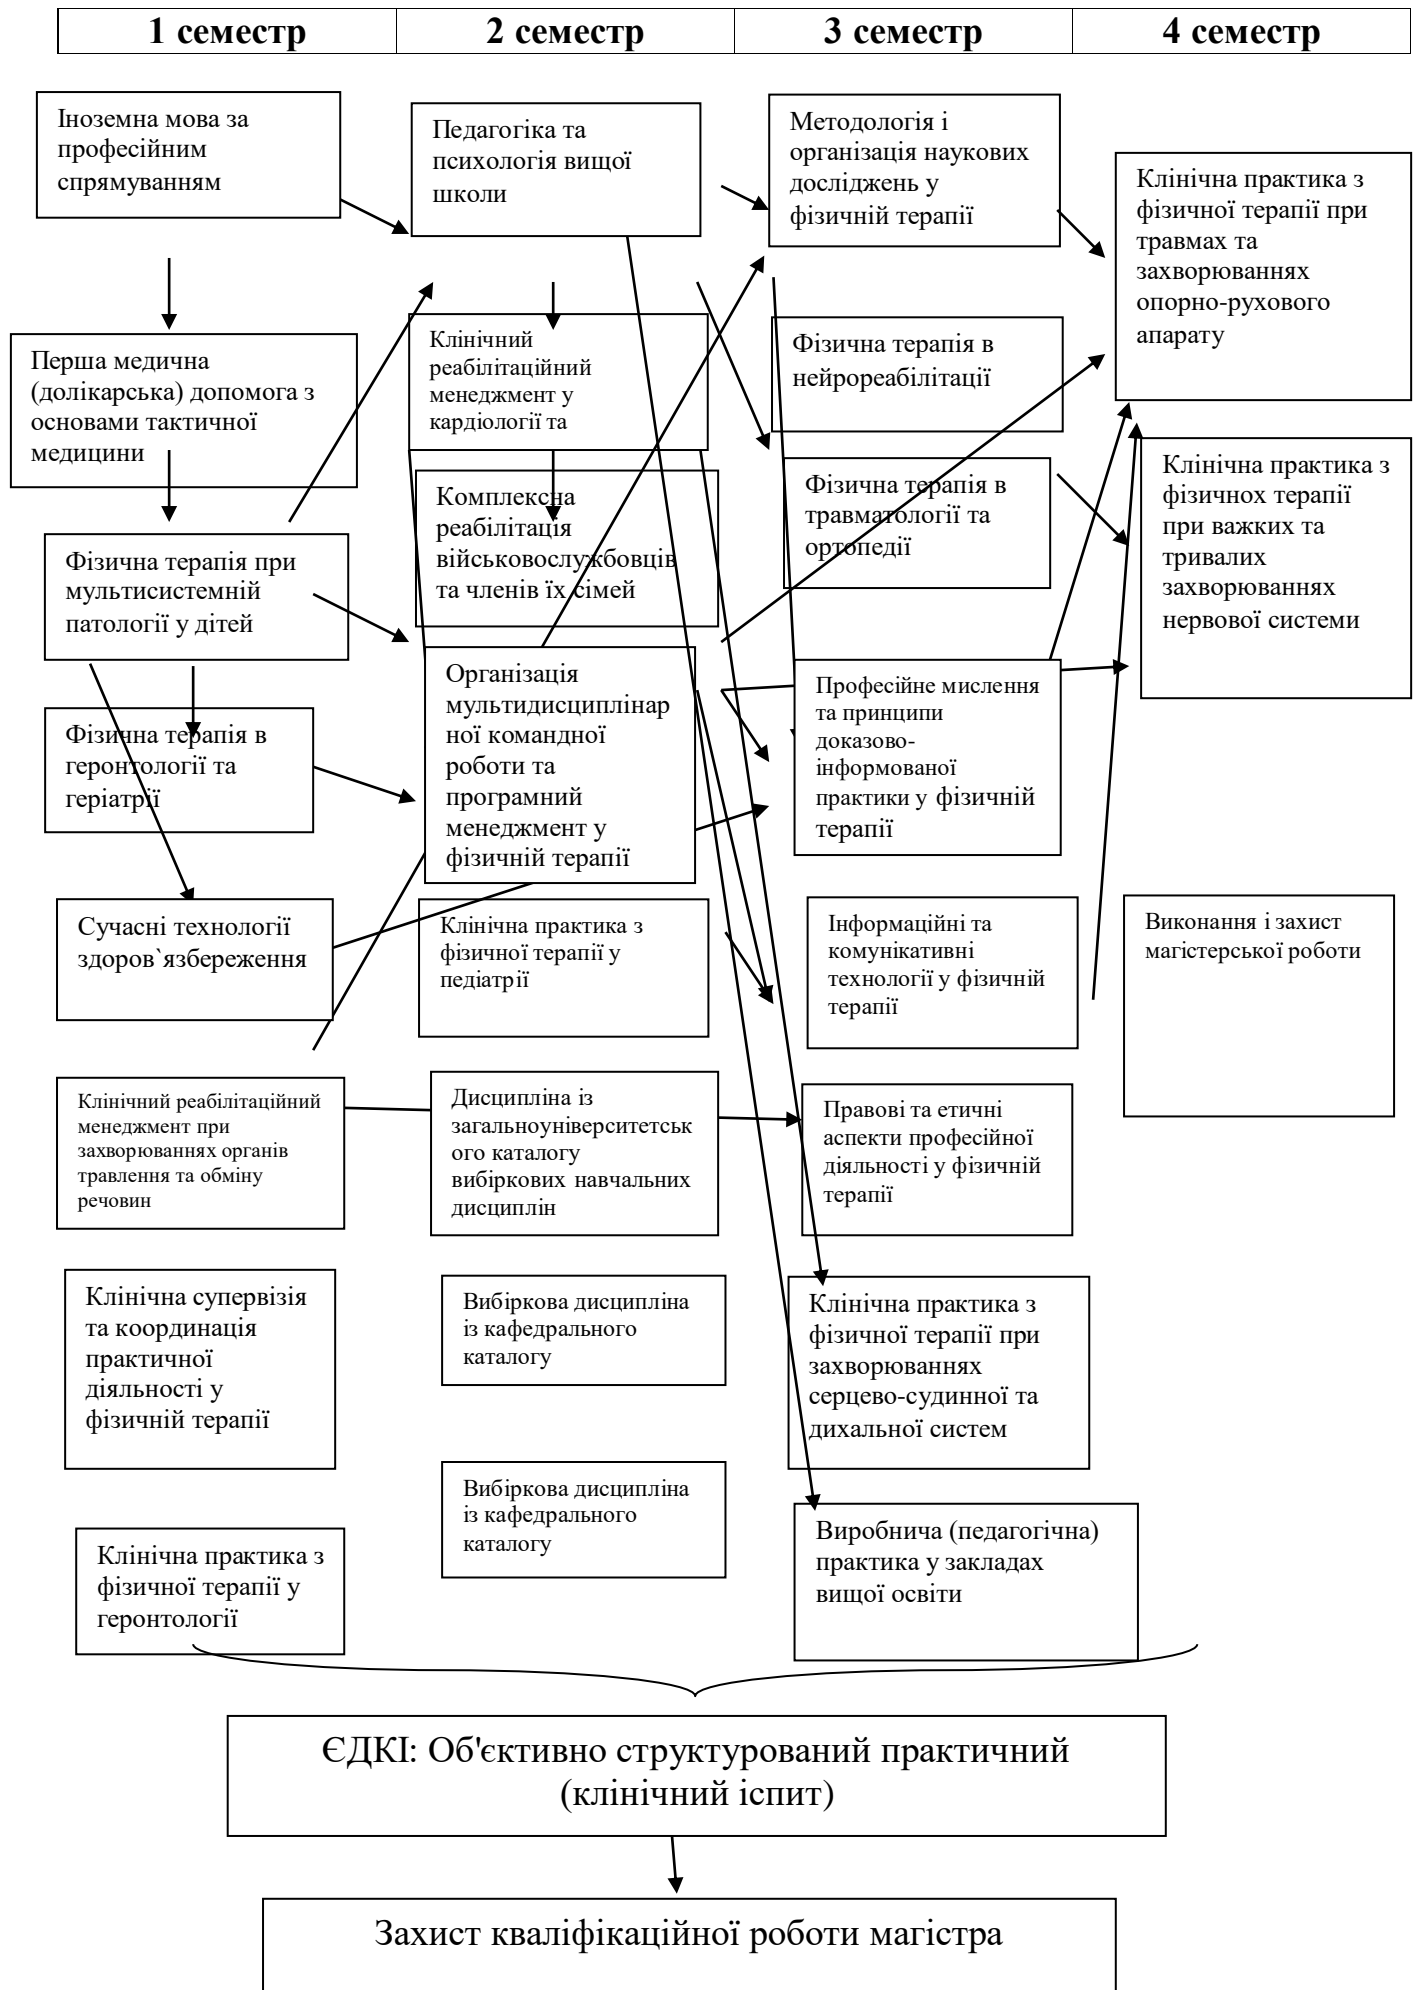 1 семестр
2 семестр
3 семестр
4 семестр
Іноземна мова за
професійним
спрямуванням
Перша медична
(долікарська) допомога з
основами тактичної
медицини
Фізична терапія при
мультисистемній
патології у дітей
Фізична терапія в
геронтології та
геріатрії
Сучасні технології
здоров`язбереження
Клінічний реабілітаційний
менеджмент при
захворюваннях органів
травлення та обміну
речовин
Клінічна супервізія
та координація
практичної
діяльності у
фізичній терапії
Клінічна практика з
фізичної терапії у
геронтології
Педагогіка та
психологія вищої
школи
Клінічний
реабілітаційний
менеджмент у
кардіології та
Комплексна
реабілітація
військовослужбовців
та членів їх сімей
Організація
мультидисциплінар
ної командної
роботи та
програмний
менеджмент у
фізичній терапії
Клінічна практика з
фізичної терапії у
педіатрії
Дисципліна із
загальноуніверситетськ
ого каталогу
вибіркових навчальних
дисциплін
Вибіркова дисципліна
із кафедрального
каталогу
Вибіркова дисципліна
із кафедрального
каталогу
Методологія і
організація наукових
досліджень у
фізичній терапії
Фізична терапія в
нейрореабілітації
Фізична терапія в
травматології та
ортопедії
Професійне мислення
та принципи
доказово-
інформованої
практики у фізичній
терапії
Інформаційні та
комунікативні
технології у фізичній
терапії
Правові та етичні
аспекти професійної
діяльності у фізичній
терапії
Клінічна практика з
фізичної терапії при
захворюваннях
серцево-судинної та
дихальної систем
Виробнича (педагогічна)
практика у закладах
вищої освіти
Клінічна практика з
фізичної терапії при
травмах та
захворюваннях
опорно-рухового
апарату
Клінічна практика з
фізичнох терапії
при важких та
тривалих
захворюваннях
нервової системи
Виконання і захист
магістерської роботи
ЄДКІ: Об'єктивно структурований практичний
(клінічний іспит)
Захист кваліфікаційної роботи магістра